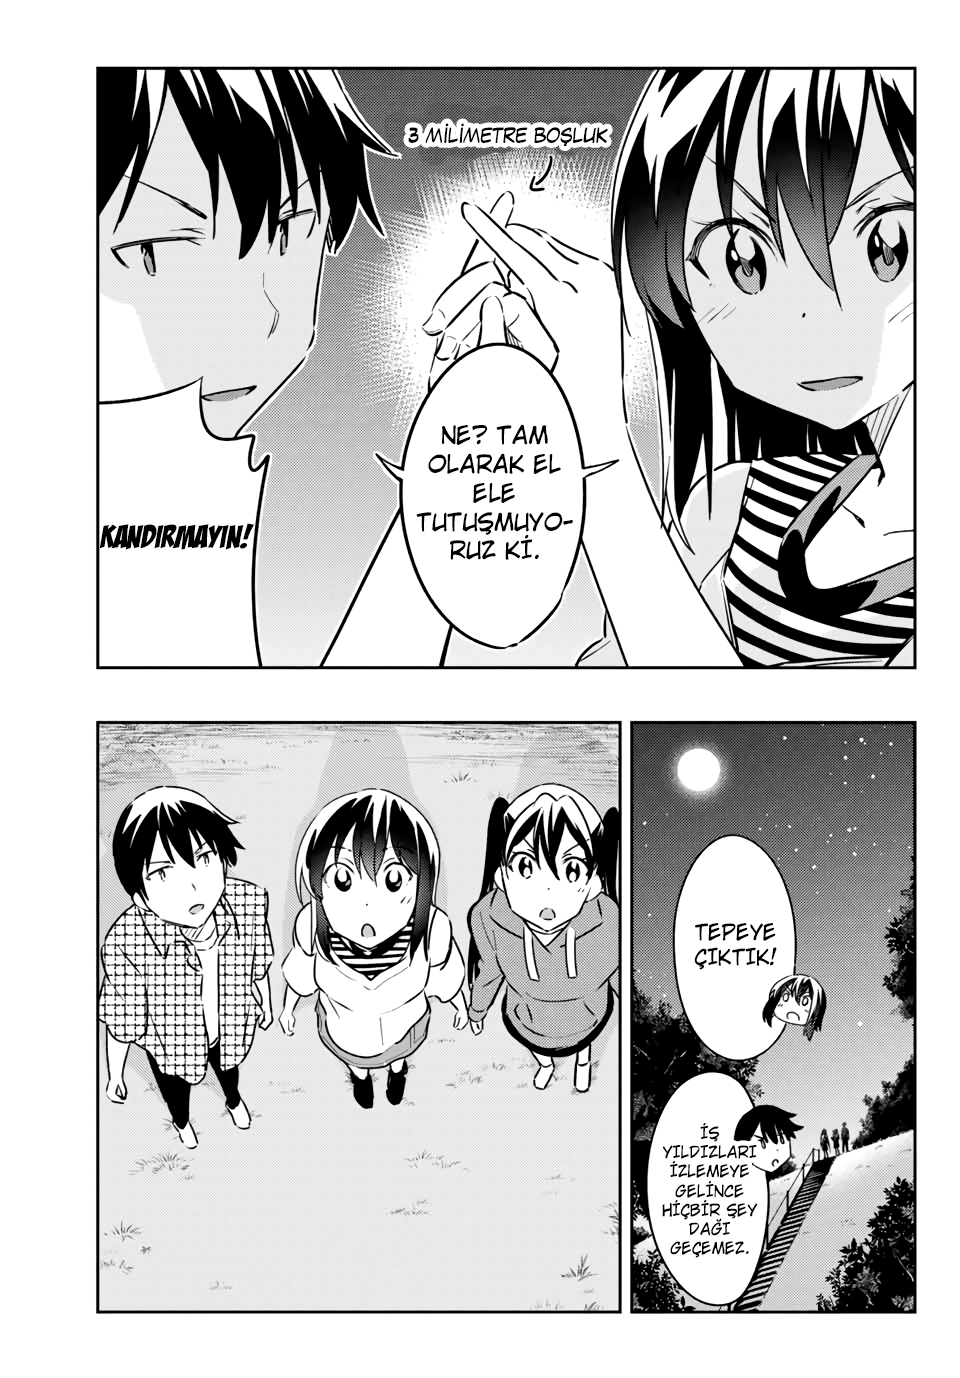 3 MİLİMETRE BOŞLUK
NE? TAM
OLARAK EL
ELE
TUTUŞMUYO-
RUZ Kİ.
KANDIRMAYIN!
TEPEYE
ÇIKTIK!
İŞ
YILDIZLARI
İZLEMEYE
GELİNCE
HİÇBİR ŞEY
DAĞI
GEÇEMEZ.